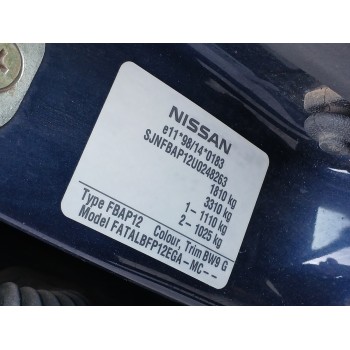 NISSAN
e11*98/14*0183
SJNFBAP12U0248263
1810 kg
3310 kg
1- 1110 kg
2- 1025 kg
Type FBAP12
Colour, Trim BW9 G
Model FATALBFP12EGA-MC--